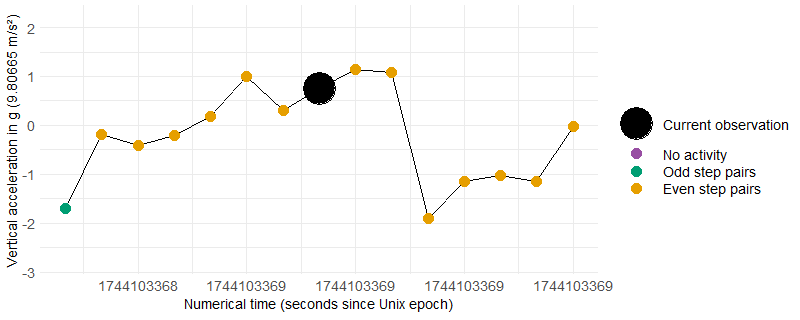 Vertical acceleration in g (9.80665 m/s²)
2
1
0
-1
-2
-3
1744103368 1744103369 1744103369 1744103369 1744103369
Numerical time (seconds since Unix epoch)
Current observation
No activity
Odd step pairs
Even step pairs